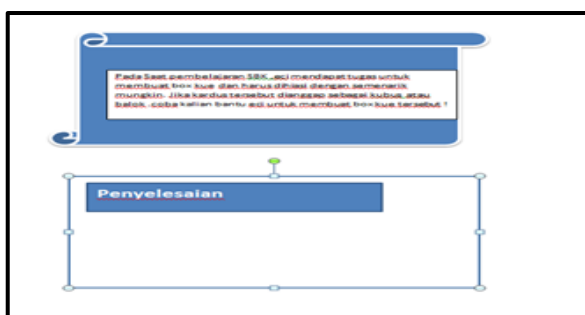 Pada Saat pembelajaran SBK ,eci mendapat tugas untuk
membuat box kue dan harus dihiasi dengan semenarik
mungkin. Jika kardus tersebut dianggap sebagai kubus atau
balok .coba kalian bantu eci untuk membuat box kue tersebut !
Penyelesaian